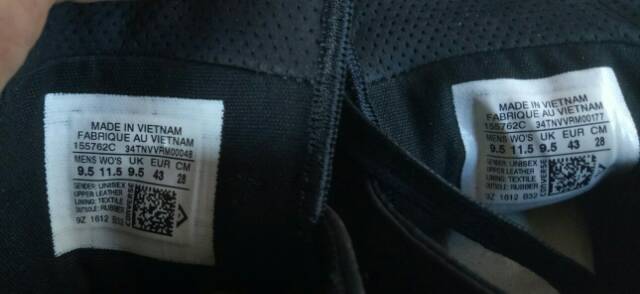 MADE IN VIETNAM
FABRIQUE AU VIETNAM
155762C 34TNVVRM00048
MENS WO'S UK EUR CM
9.5 11.5 9.5 43 28
GENDER: UNISEX
UPPER: LEATHER
LINING: TEXTILE
OUTSOLE: RUBBER
CONVERSE
9Z 1612 B32
MADE IN VIETNAM
FABRIQUE AU VIETNAM
155762C 34TNVVRM00177
MENS WO'S UK EUR CM
9.5 11.5 9.5 43 28
GENDER: UNISEX
UPPER: LEATHER
LINING: TEXTILE
OUTSOLE: RUBBER
CONVERSE
9Z 1612 B32